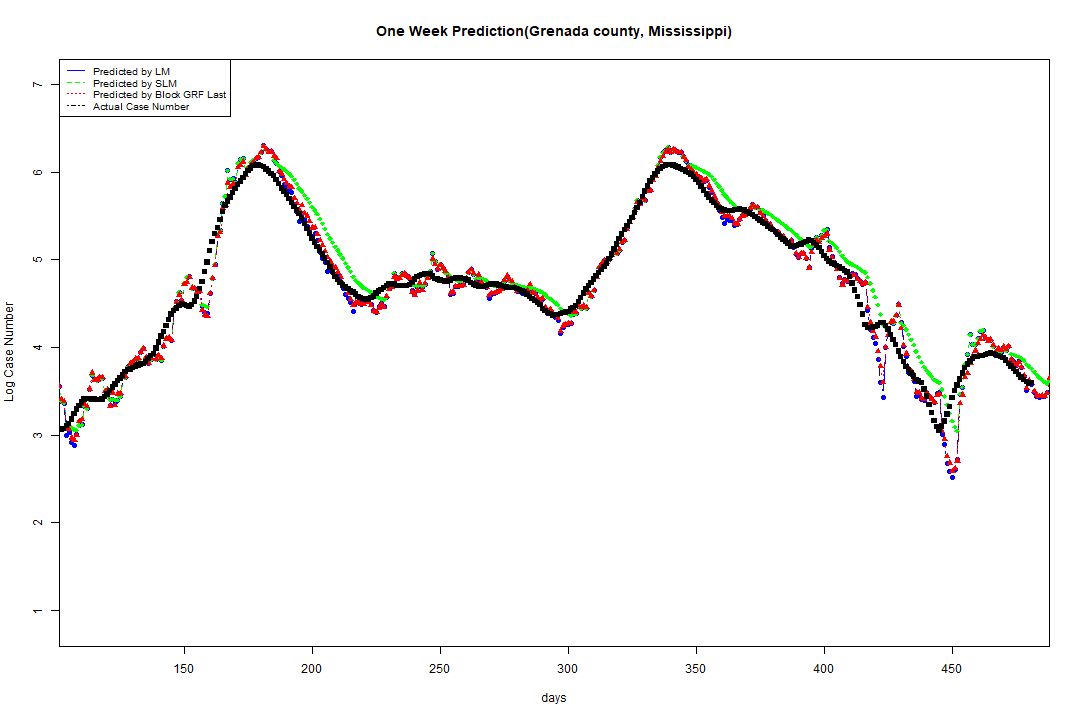 One Week Prediction(Grenada county, Mississippi)
Predicted by LM
Predicted by SLM
Predicted by Block GRF Last
Actual Case Number
7
6
5
4
3
2
1
Log Case Number
150 200 250 300 350 400 450
days